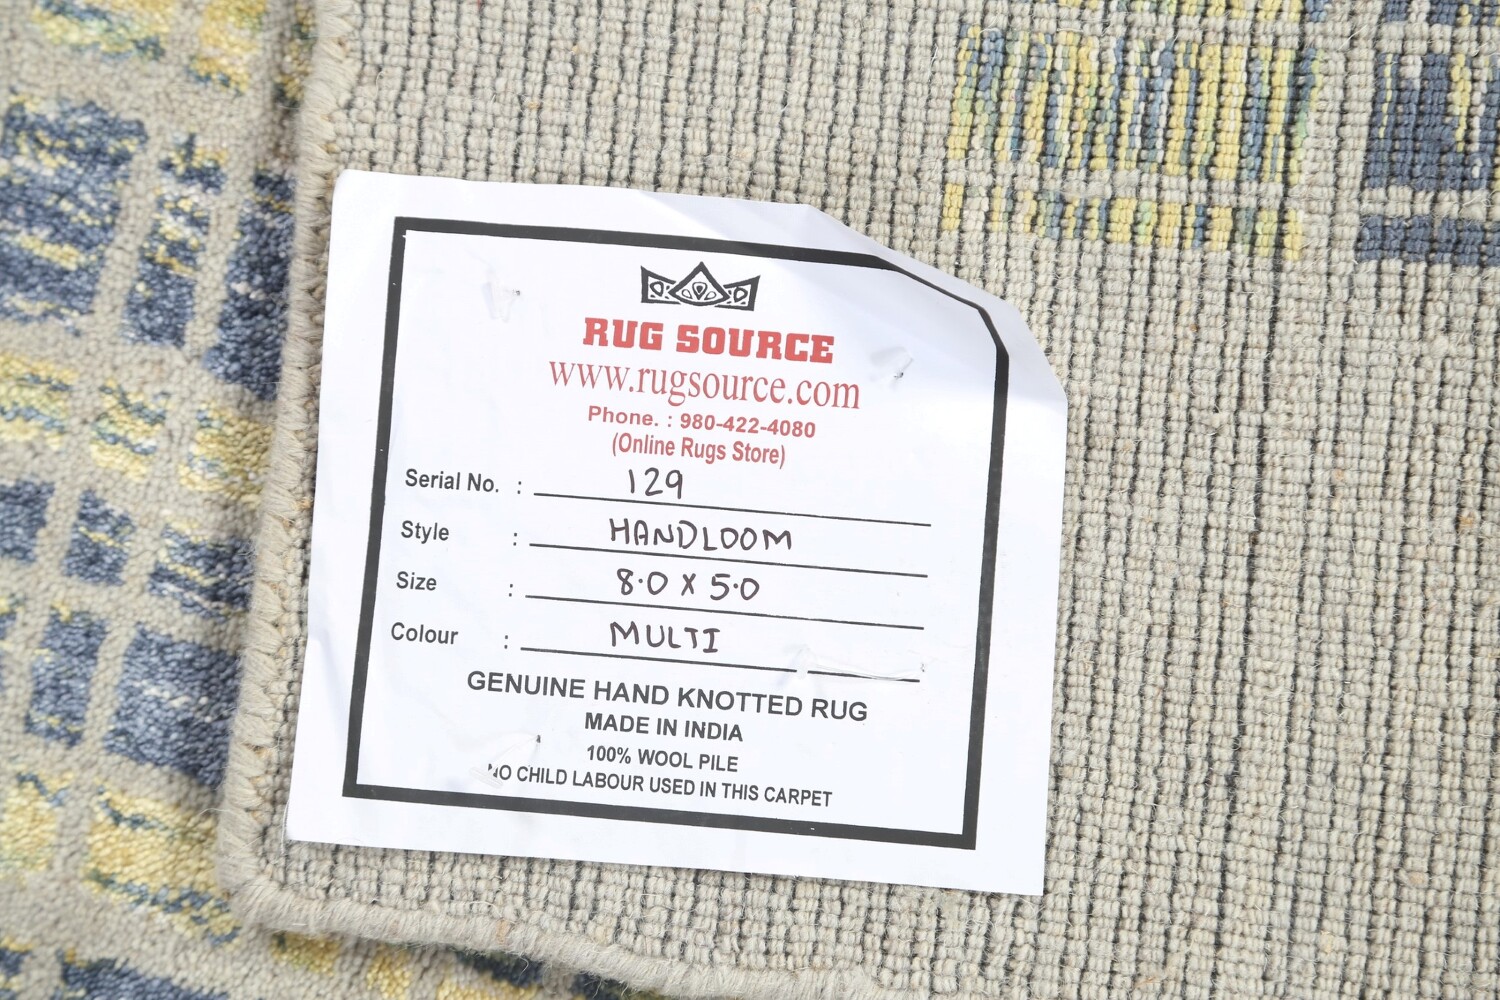 RUG SOURCE
www.rugsource.com
Phone. : 980-422-4080
(Online Rugs Store)
Serial No. : 129
Style : HANDLOOM
Size : 8.0 X 5.0
Colour : MULTI
GENUINE HAND KNOTTED RUG
MADE IN INDIA
100% WOOL PILE
NO CHILD LABOUR USED IN THIS CARPET